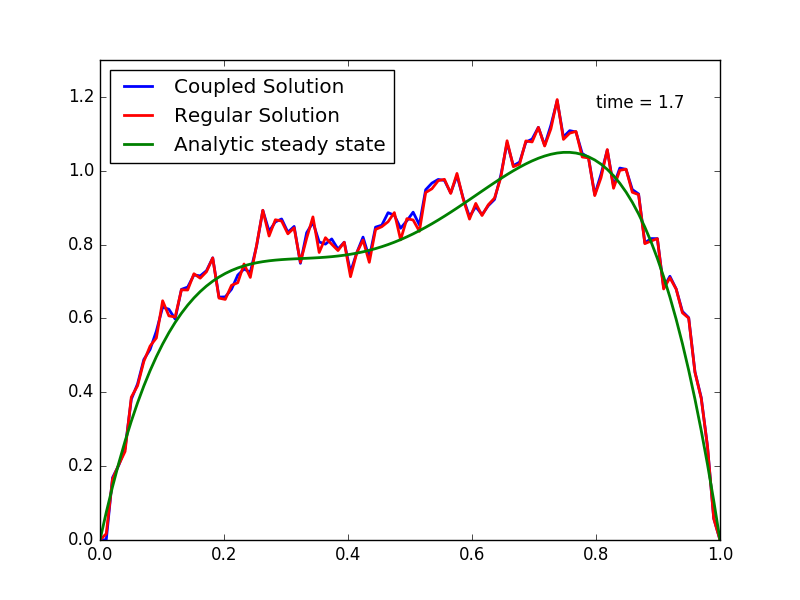 Coupled Solution
Regular Solution
Analytic steady state
time = 1.7
1.2
1.0
0.8
0.6
0.4
0.2
0.0
0.0 0.2 0.4 0.6 0.8 1.0